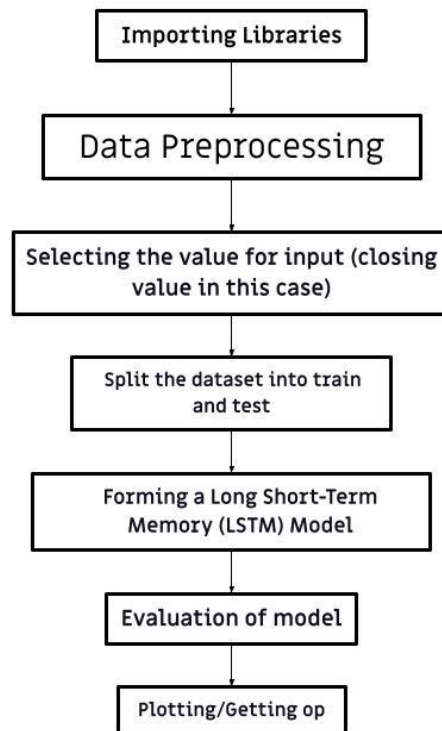 Importing Libraries
Data Preprocessing
Selecting the value for input (closing
value in this case)
Split the dataset into train
and test
Forming a Long Short-Term
Memory (LSTM) Model
Evaluation of model
Plotting/Getting op